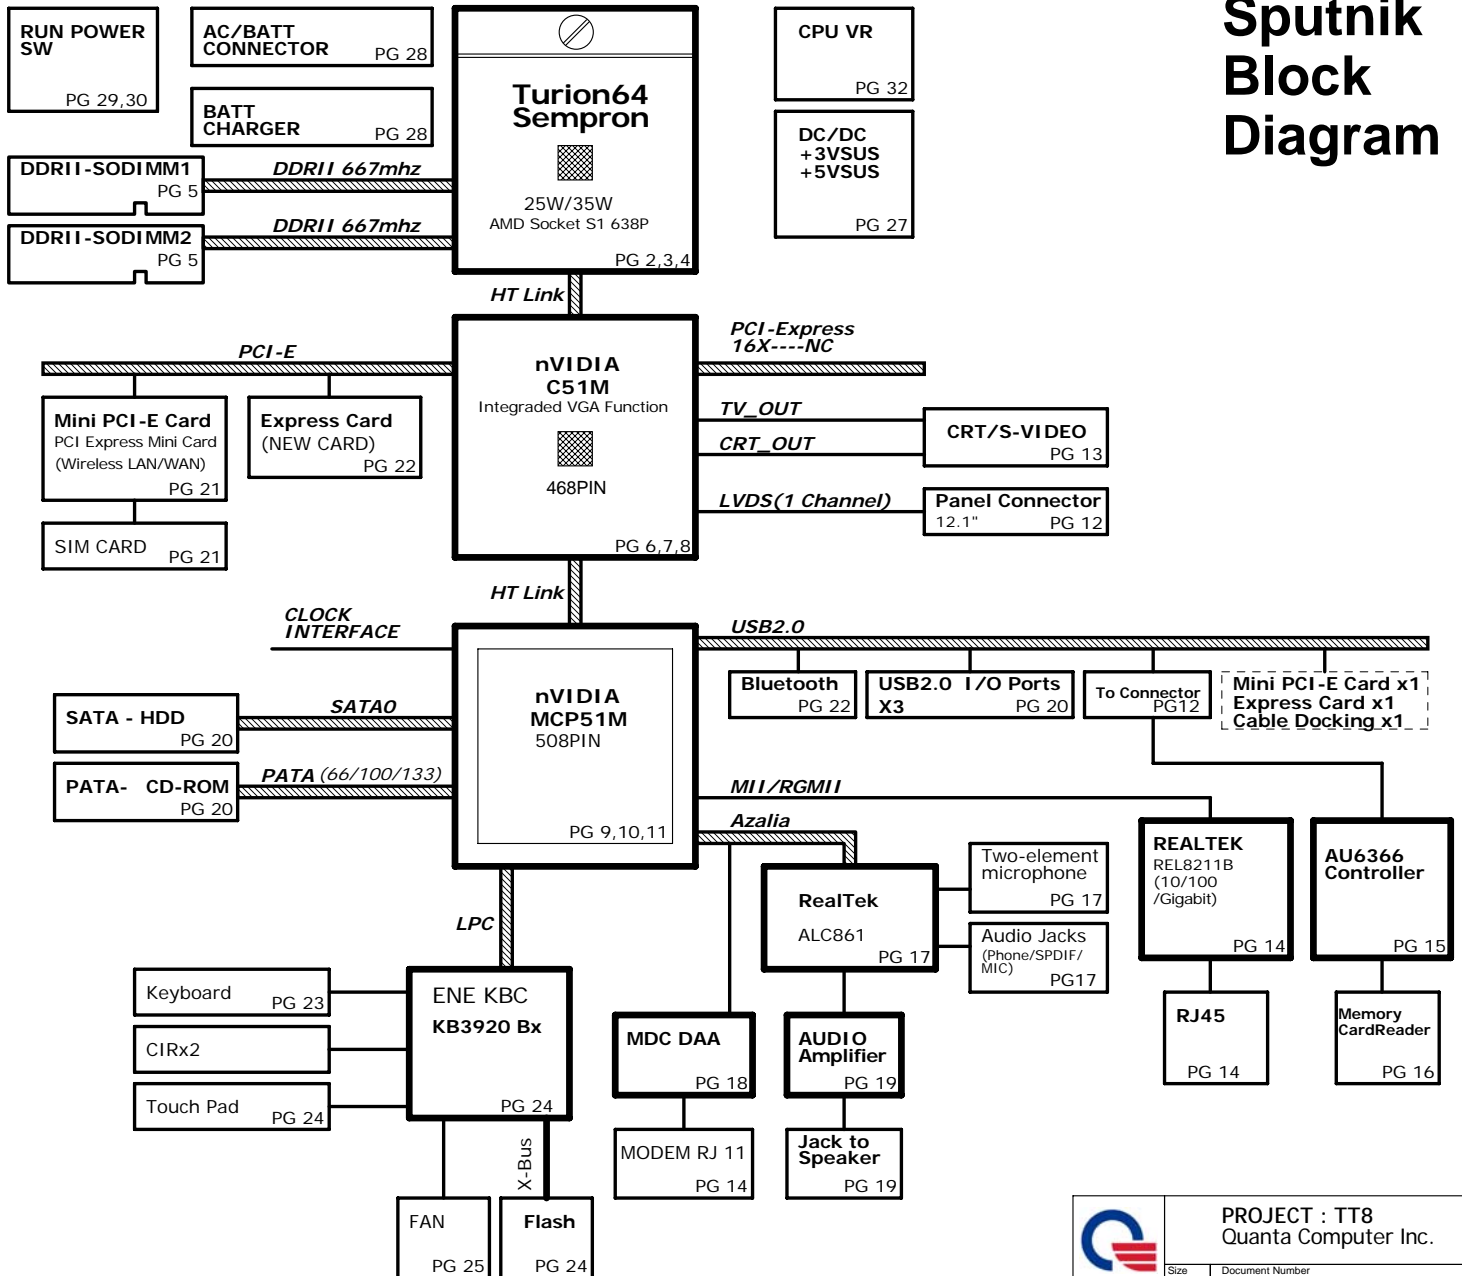 Sputnik
Block
Diagram
RUN POWER
SW
PG 29,30
AC/BATT
CONNECTOR
PG 28
BATT
CHARGER
PG 28
Turion64
Sempron
25W/35W
AMD Socket S1 638P
PG 2,3,4
CPU VR
PG 32
DC/DC
+3VSUS
+5VSUS
PG 27
DDRII-SODIMM1
PG 5
DDRII 667mhz
DDRII-SODIMM2
PG 5
DDRII 667mhz
HT Link
PCI-E
nVIDIA
C51M
Integraded VGA Function
468PIN
PG 6,7,8
PCI-Express
16X----NC
Mini PCI-E Card
PCI Express Mini Card
(Wireless LAN/WAN)
PG 21
Express Card
(NEW CARD)
PG 22
SIM CARD
PG 21
TV_OUT
CRT_OUT
CRT/S-VIDEO
PG 13
LVDS(1 Channel)
Panel Connector
12.1"
PG 12
HT Link
CLOCK
INTERFACE
nVIDIA
MCP51M
508PIN
PG 9,10,11
USB2.0
Bluetooth
PG 22
USB2.0 I/O Ports
X3
PG 20
To Connector
PG12
Mini PCI-E Card x1
Express Card x1
Cable Docking x1
SATA - HDD
PG 20
SATA0
PATA- CD-ROM
PG 20
PATA (66/100/133)
MII/RGMII
Azalia
REALTEK
REL8211B
(10/100
/Gigabit)
PG 14
AU6366
Controller
PG 15
RealTek
ALC861
PG 17
Two-element
microphone
PG 17
Audio Jacks
(Phone/SPDIF/
MIC)
PG17
LPC
ENE KBC
KB3920 Bx
PG 24
Keyboard
PG 23
CIRx2
Touch Pad
PG 24
MDC DAA
PG 18
AUDIO
Amplifier
PG 19
RJ45
PG 14
Memory
CardReader
PG 16
X-Bus
MODEM RJ 11
PG 14
Jack to
Speaker
PG 19
FAN
PG 25
Flash
PG 24
PROJECT : TT8
Quanta Computer Inc.
Size
Document Number